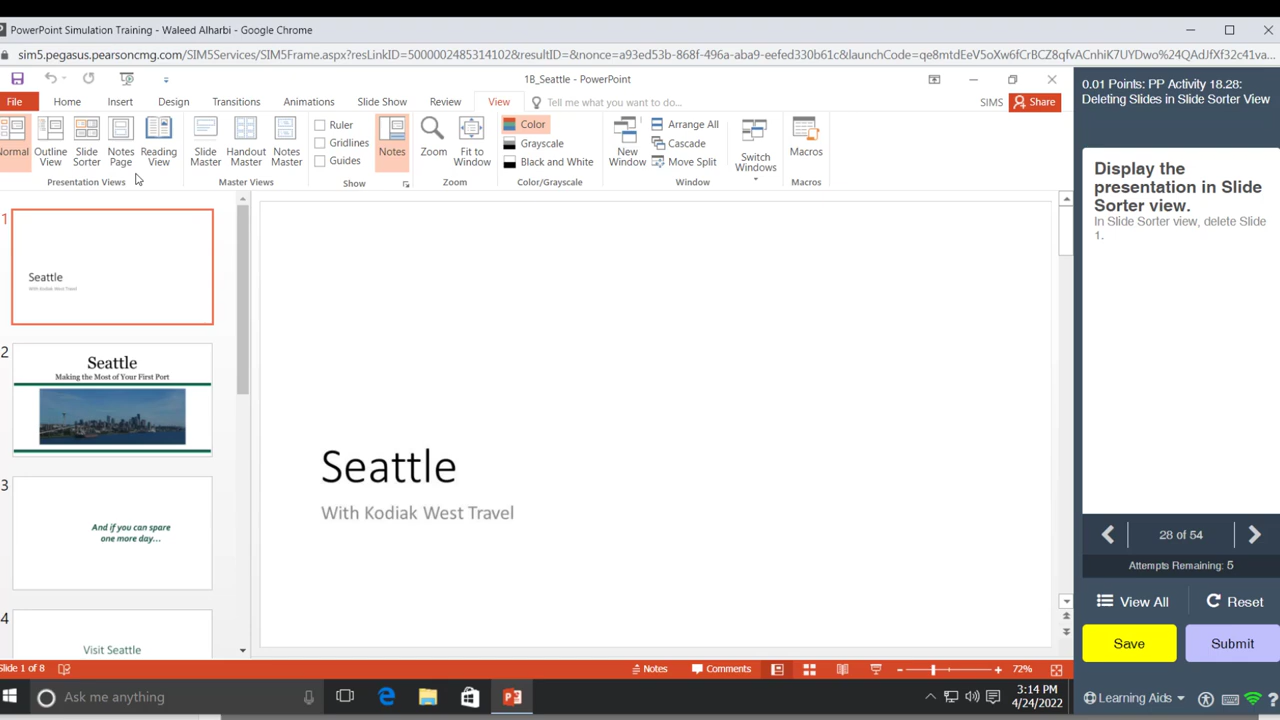 PowerPoint Simulation Training - Waleed Alharbi - Google Chrome
sim5.pegasus.pearsoncmg.com/SIM5Services/SIM5Frame.aspx?resLinkID=5000002485314102&resultID=&nonce=a93ed53b-868f-496a-aba9-eefed330b61c&launchCode=qe8mtdEeV5oXw6fCrBCZ8qfvACnhiK7UYDwo%24QAdJfXf32c41va...
1B_Seattle - PowerPoint
File Home Insert Design Transitions Animations Slide Show Review View Tell me what you want to do... SIMS Share
Normal
Outline View
Slide Sorter
Notes Page
Reading View
Presentation Views
Slide Master
Handout Master
Notes Master
Master Views
Ruler
Gridlines
Guides
Notes
Show
Zoom
Fit to Window
Zoom
Color
Grayscale
Black and White
Color/Grayscale
New Window
Arrange All
Cascade
Move Split
Switch Windows
Window
Macros
Macros
1
Seattle
With Kodiak West Travel
2
Seattle
Making the Most of Your First Port
3
And if you can spare
one more day...
4
Visit Seattle
Seattle
With Kodiak West Travel
Slide 1 of 8
Notes Comments 72%
Ask me anything
3:14 PM
4/24/2022
0.01 Points: PP Activity 18.28:
Deleting Slides in Slide Sorter View
Display the
presentation in Slide
Sorter view.
In Slide Sorter view, delete Slide
1.
28 of 54
Attempts Remaining: 5
View All Reset
Save Submit
Learning Aids